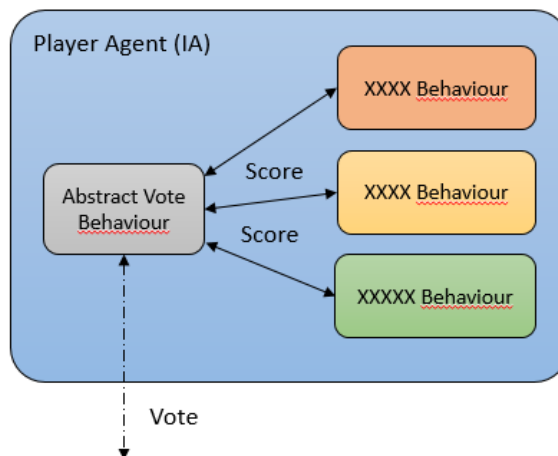 Player Agent (IA)
XXXX Behaviour
Score
XXXX Behaviour
Abstract Vote
Behaviour
Score
XXXXX Behaviour
Vote